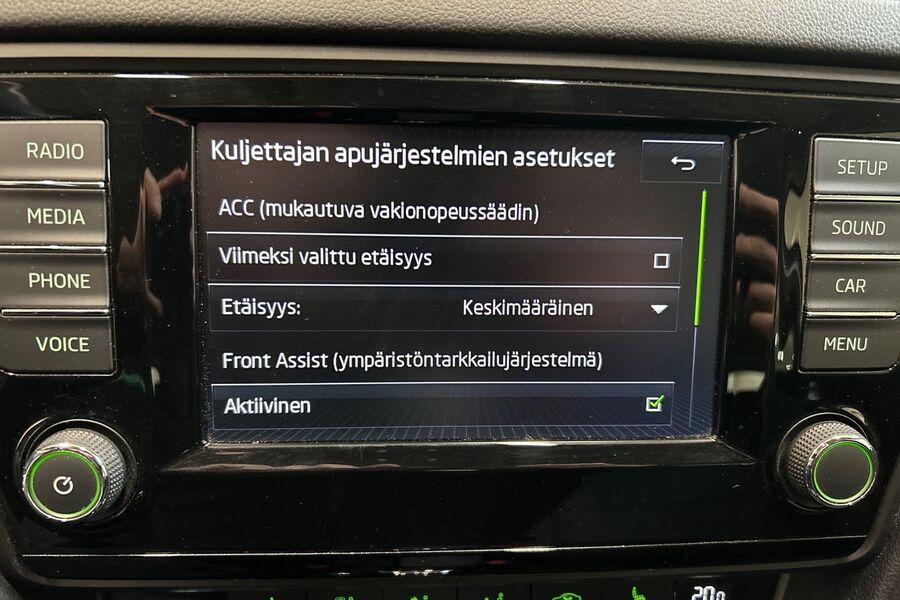 Kuljettajan apujärjestelmien asetukset
ACC (mukautuva vakionopeussäädin)
Viimeksi valittu etäisyys
Etäisyys: Keskimääräinen
Front Assist (ympäristöntarkkailujärjestelmä)
Aktiivinen
RADIO
MEDIA
PHONE
VOICE
SETUP
SOUND
CAR
MENU